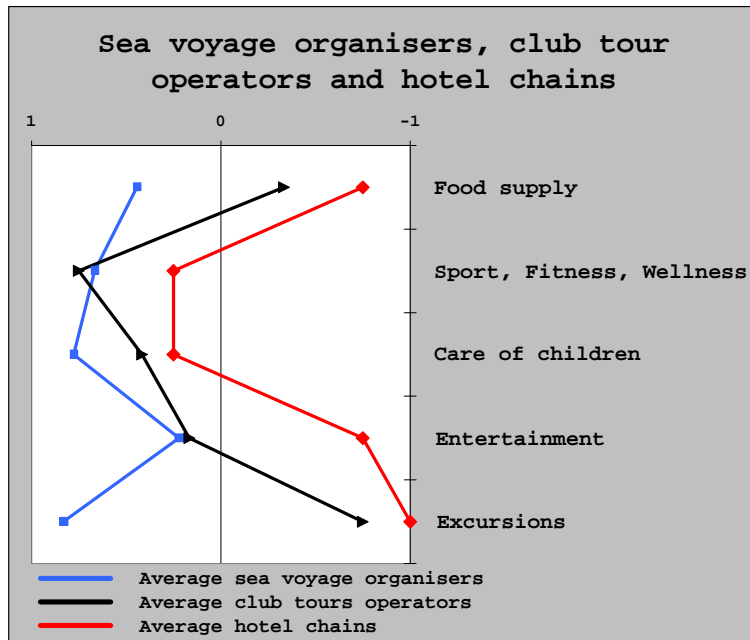 Sea voyage organisers, club tour
operators and hotel chains
1 0 -1
Food supply
Sport, Fitness, Wellness
Care of children
Entertainment
Excursions
Average sea voyage organisers
Average club tours operators
Average hotel chains